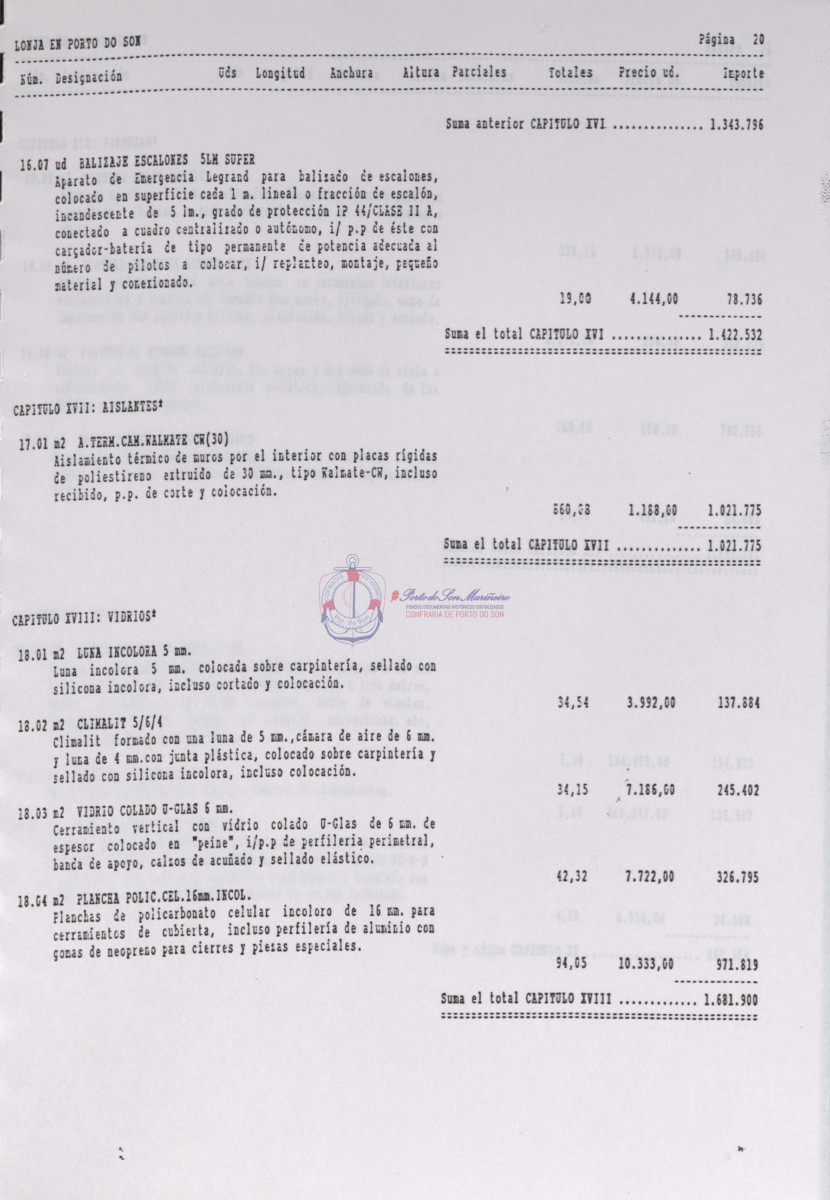 LONJA EN PORTO DO SON Página 20
Núm. Designación Uds Longitud Anchura Altura Parciales Totales Precio ud. Importe
Suma anterior CAPITULO XVI ............... 1.343.796
16.07 ud BALIZAJE ESCALONES 5LM SUPER
Aparato de Emergencia Legrand para balizado de escalones,
colocado en superficie cada 1 m. lineal o fracción de escalón,
incandescente de 5 lm., grado de protección IP 44/CLASE II A,
conectado a cuadro centralizado o autónomo, i/ p.p de éste con
cargador-batería de tipo permanente de potencia adecuada al
número de pilotos a colocar, i/ replanteo, montaje, pequeño
material y conexionado.
19,00 4.144,00 78.736
Suma el total CAPITULO XVI ............... 1.422.532
CAPITULO XVII: AISLANTES*
17.01 m2 A.TERM.CAM.WALMATE CW(30)
Aislamiento térmico de muros por el interior con placas rígidas
de poliestireno extruido de 30 mm., tipo Walmate-CW, incluso
recibido, p.p. de corte y colocación.
860,08 1.188,00 1.021.775
Suma el total CAPITULO XVII .............. 1.021.775
#Porto do Son Mariñeiro
FONDOS DOCUMENTAIS HISTÓRICOS DIXITALIZADOS
CONFRARÍA DE PORTO DO SON
CAPITULO XVIII: VIDRIOS*
18.01 m2 LUNA INCOLORA 5 mm.
Luna incolora 5 mm. colocada sobre carpintería, sellado con
silicona incolora, incluso cortado y colocación.
34,54 3.992,00 137.884
18.02 m2 CLIMALIT 5/6/4
Climalit formado con una luna de 5 mm.,cámara de aire de 6 mm.
y luna de 4 mm.con junta plástica, colocado sobre carpintería y
sellado con silicona incolora, incluso colocación.
34,15 7.186,00 245.402
18.03 m2 VIDRIO COLADO U-GLAS 6 mm.
Cerramiento vertical con vidrio colado U-Glas de 6 mm. de
espesor colocado en "peine", i/p.p de perfileria perimetral,
banda de apoyo, calzos de acuñado y sellado elástico.
42,32 7.722,00 326.795
18.04 m2 PLANCHA POLIC.CEL.16mm.INCOL.
Planchas de policarbonato celular incoloro de 16 mm. para
cerramientos de cubierta, incluso perfilería de aluminio con
gomas de neopreno para cierres y piezas especiales.
94,05 10.333,00 971.819
Suma el total CAPITULO XVIII ............. 1.681.900